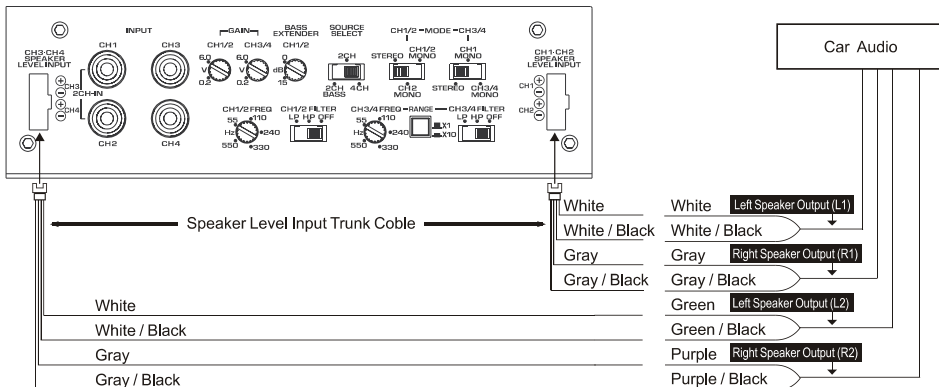 INPUT
GAIN
BASS EXTENDER
SOURCE SELECT
CH1/2 MODE CH3/4
CH3·CH4 SPEAKER LEVEL INPUT
CH1
CH3
CH1/2
CH3/4
CH1/2
2CH
STEREO
CH1/2 MONO
CH1 MONO
CH1·CH2 SPEAKER LEVEL INPUT
6.0
V
0.2
6.0
V
0.2
0
dB
15
2CH BASS
4CH
CH2 MONO
STEREO
CH3/4 MONO
CH3
2CH-IN
CH4
CH1
CH2
CH2
CH4
CH1/2 FREQ
55
110
Hz
240
550
330
CH1/2 FILTER
LP HP OFF
CH3/4 FREQ
55
110
Hz
240
550
330
RANGE
X1
X10
CH3/4 FILTER
LP HP OFF
Car Audio
Speaker Level Input Trunk Coble
White
White / Black
Gray
Gray / Black
White
Left Speaker Output (L1)
White / Black
Gray
Right Speaker Output (R1)
Gray / Black
White
Green
Left Speaker Output (L2)
White / Black
Green / Black
Gray
Purple
Right Speaker Output (R2)
Gray / Black
Purple / Black